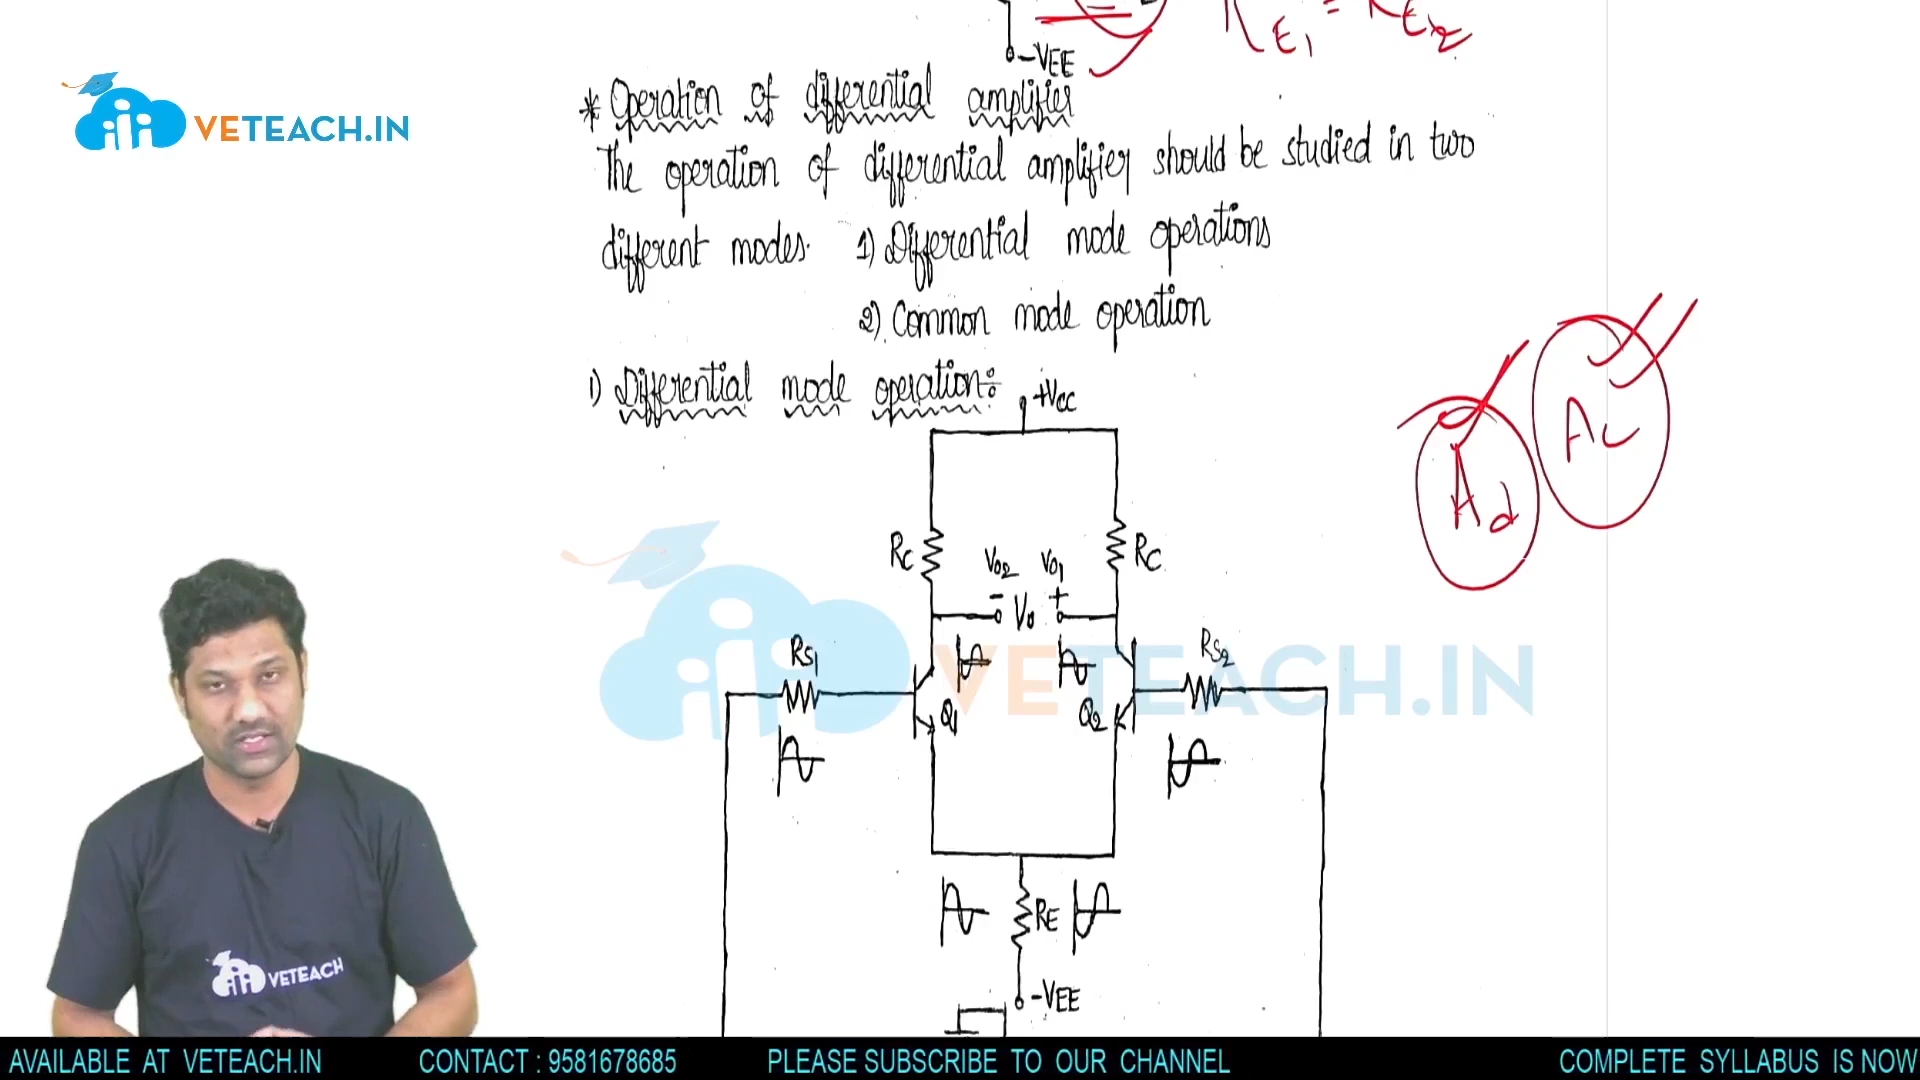 -VEE
RE1 = RE2
VETEACH.IN
* Operation of differential amplifier
The operation of differential amplifier should be studied in two
different modes. 1) Differential mode operations
2) Common mode operation
1) Differential mode operation:
+VCC
Ad
Ac
RC
VO2
VO1
RC
-
VO
+
RS1
RS2
Q1
Q2
VETEACH.IN
RE
-VEE
VETEACH
AVAILABLE AT VETEACH.IN
CONTACT : 9581678685
PLEASE SUBSCRIBE TO OUR CHANNEL
COMPLETE SYLLABUS IS NOW